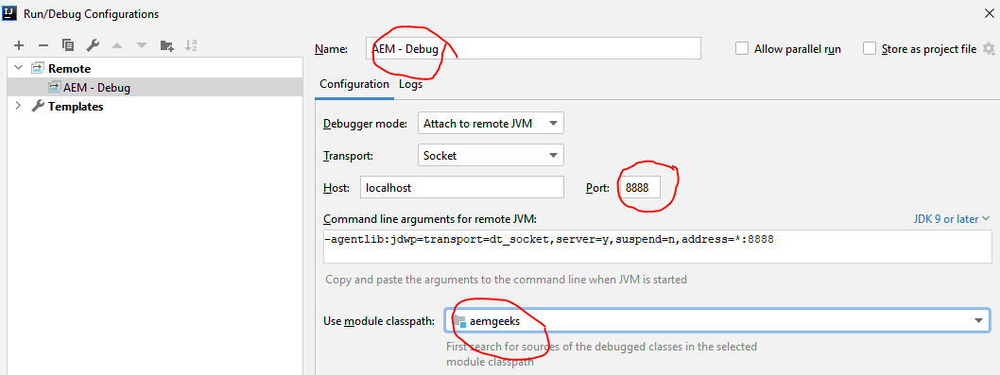 Run/Debug Configurations
Name: AEM - Debug
Allow parallel run
Store as project file
Remote
AEM - Debug
Templates
Configuration Logs
Debugger mode: Attach to remote JVM
Transport: Socket
Host: localhost Port: 8888
Command line arguments for remote JVM: JDK 9 or later
-agentlib:jdwp=transport=dt_socket,server=y,suspend=n,address=*:8888
Copy and paste the arguments to the command line when JVM is started
Use module classpath: aemgeeks
First search for sources of the debugged classes in the selected
module classpath